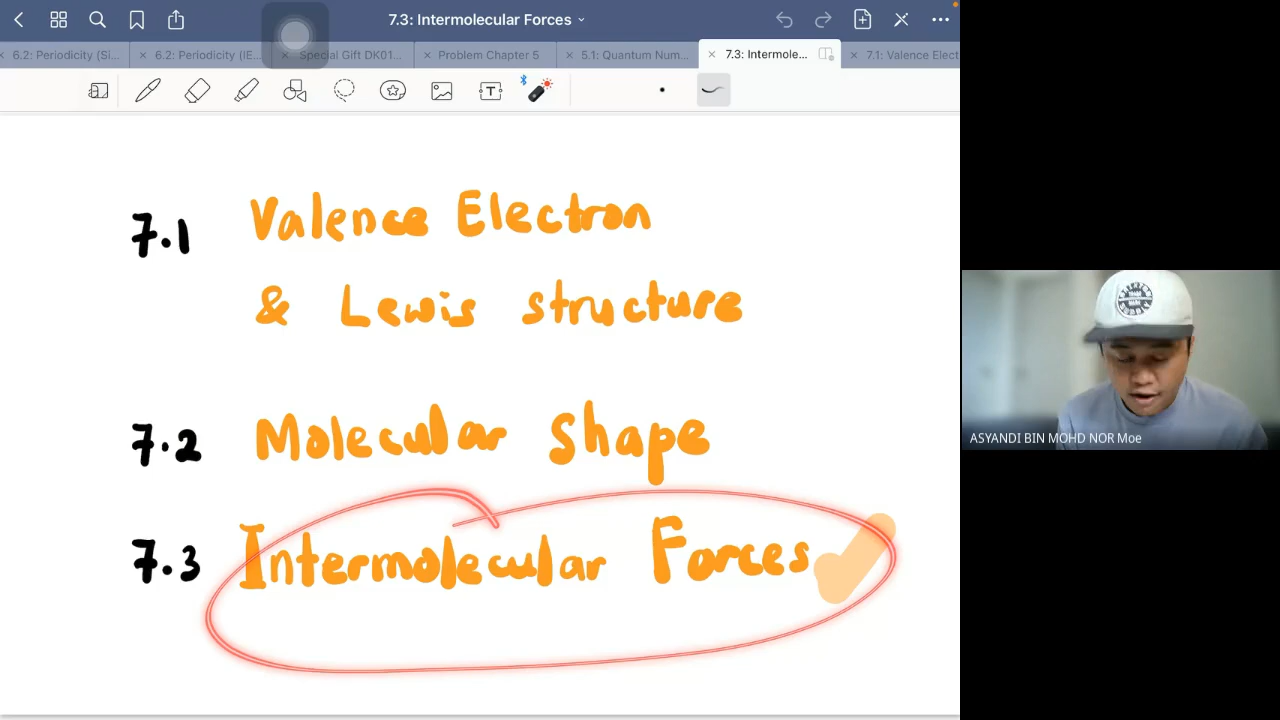 7.3: Intermolecular Forces
6.2: Periodicity (Si...
6.2: Periodicity (IE...
Special Gift DK01...
Problem Chapter 5
5.1: Quantum Num...
7.3: Intermole...
7.1: Valence Elect
T
7.1 Valence Electron
& Lewis structure
7.2 Molecular Shape
7.3 Intermolecular Forces
ASYANDI BIN MOHD NOR Moe